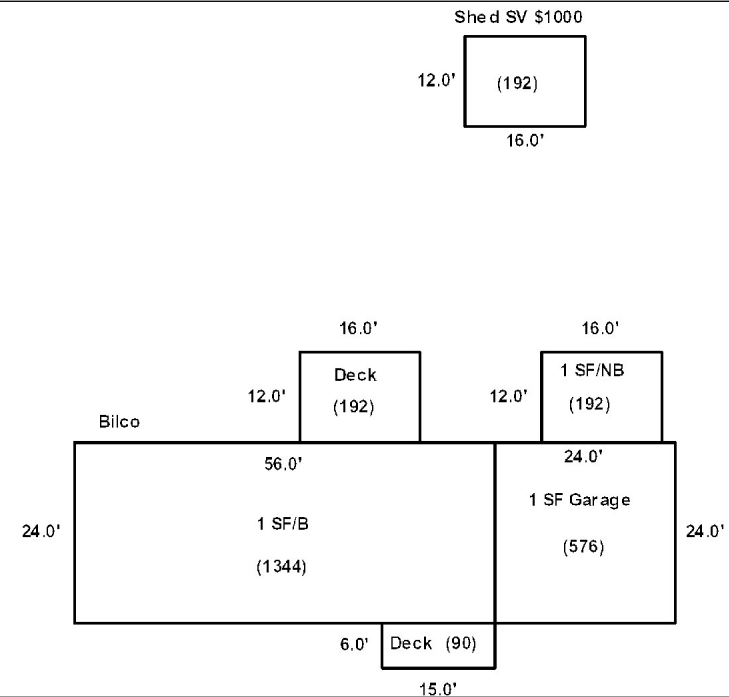 Shed SV $1000
12.0'
(192)
16.0'
16.0'
16.0'
12.0'
Deck
(192)
12.0'
1 SF/NB
(192)
Bilco
56.0'
24.0'
24.0'
1 SF/B
(1344)
1 SF Garage
(576)
24.0'
6.0'
Deck (90)
15.0'